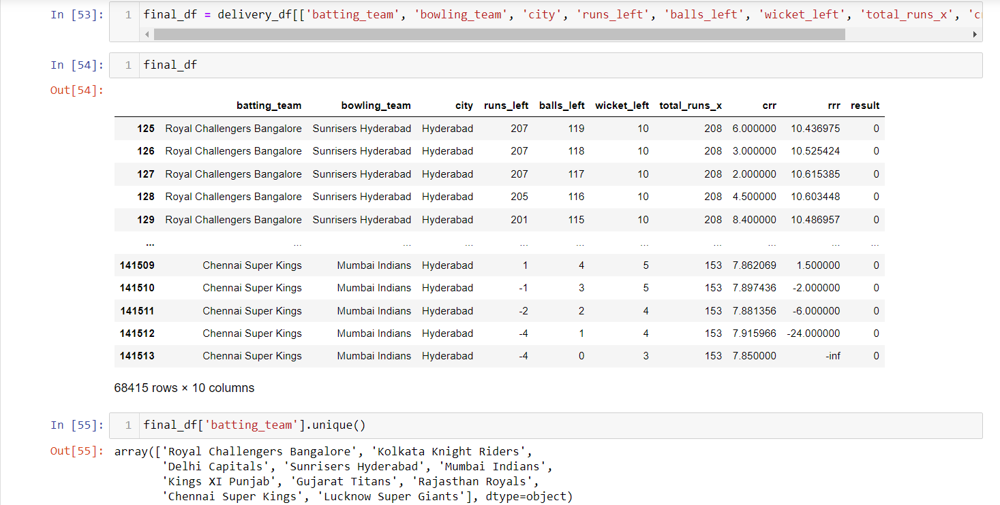 In [53]: 1 final_df = delivery_df[['batting_team', 'bowling_team', 'city', 'runs_left', 'balls_left', 'wicket_left', 'total_runs_x', 'c
In [54]: 1 final_df
Out[54]:
batting_team bowling_team city runs_left balls_left wicket_left total_runs_x crr rrr result
125 Royal Challengers Bangalore Sunrisers Hyderabad Hyderabad 207 119 10 208 6.000000 10.436975 0
126 Royal Challengers Bangalore Sunrisers Hyderabad Hyderabad 207 118 10 208 3.000000 10.525424 0
127 Royal Challengers Bangalore Sunrisers Hyderabad Hyderabad 207 117 10 208 2.000000 10.615385 0
128 Royal Challengers Bangalore Sunrisers Hyderabad Hyderabad 205 116 10 208 4.500000 10.603448 0
129 Royal Challengers Bangalore Sunrisers Hyderabad Hyderabad 201 115 10 208 8.400000 10.486957 0
... ... ... ... ... ... ... ... ... ... ...
141509 Chennai Super Kings Mumbai Indians Hyderabad 1 4 5 153 7.862069 1.500000 0
141510 Chennai Super Kings Mumbai Indians Hyderabad -1 3 5 153 7.897436 -2.000000 0
141511 Chennai Super Kings Mumbai Indians Hyderabad -2 2 4 153 7.881356 -6.000000 0
141512 Chennai Super Kings Mumbai Indians Hyderabad -4 1 4 153 7.915966 -24.000000 0
141513 Chennai Super Kings Mumbai Indians Hyderabad -4 0 3 153 7.850000 -inf 0
68415 rows × 10 columns
In [55]: 1 final_df['batting_team'].unique()
Out[55]: array(['Royal Challengers Bangalore', 'Kolkata Knight Riders',
'Delhi Capitals', 'Sunrisers Hyderabad', 'Mumbai Indians',
'Kings XI Punjab', 'Gujarat Titans', 'Rajasthan Royals',
'Chennai Super Kings', 'Lucknow Super Giants'], dtype=object)